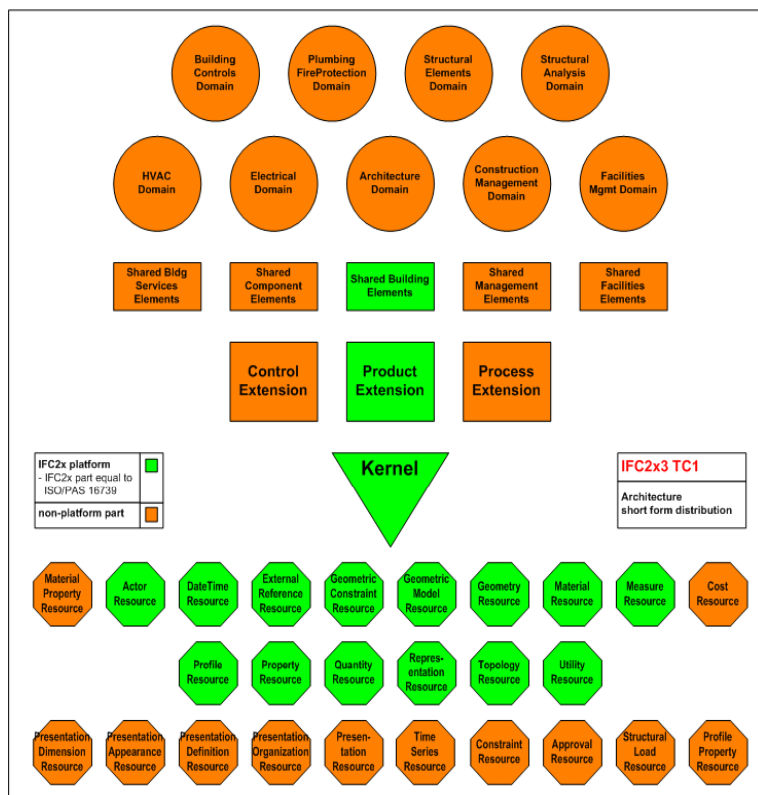 Building
Controls
Domain
Plumbing
FireProtection
Domain
Structural
Elements
Domain
Structural
Analysis
Domain
HVAC
Domain
Electrical
Domain
Architecture
Domain
Construction
Management
Domain
Facilities
Mgmt Domain
Shared Bldg
Services
Elements
Shared
Component
Elements
Shared Building
Elements
Shared
Management
Elements
Shared
Facilities
Elements
Control
Extension
Product
Extension
Process
Extension
IFC2x platform
- IFC2x part equal to
ISO/PAS 16739
non-platform part
Kernel
IFC2x3 TC1
Architecture
short form distribution
Material
Property
Resource
Actor
Resource
DateTime
Resource
External
Reference
Resource
Geometric
Constraint
Resource
Geometric
Model
Resource
Geometry
Resource
Material
Resource
Measure
Resource
Cost
Resource
Profile
Resource
Property
Resource
Quantity
Resource
Repres-
entation
Resource
Topology
Resource
Utility
Resource
Presentation
Dimension
Resource
Presentation
Appearance
Resource
Presentation
Definition
Resource
Presentation
Organization
Resource
Presen-
tation
Resource
Time
Series
Resource
Constraint
Resource
Approval
Resource
Structural
Load
Resource
Profile
Property
Resource